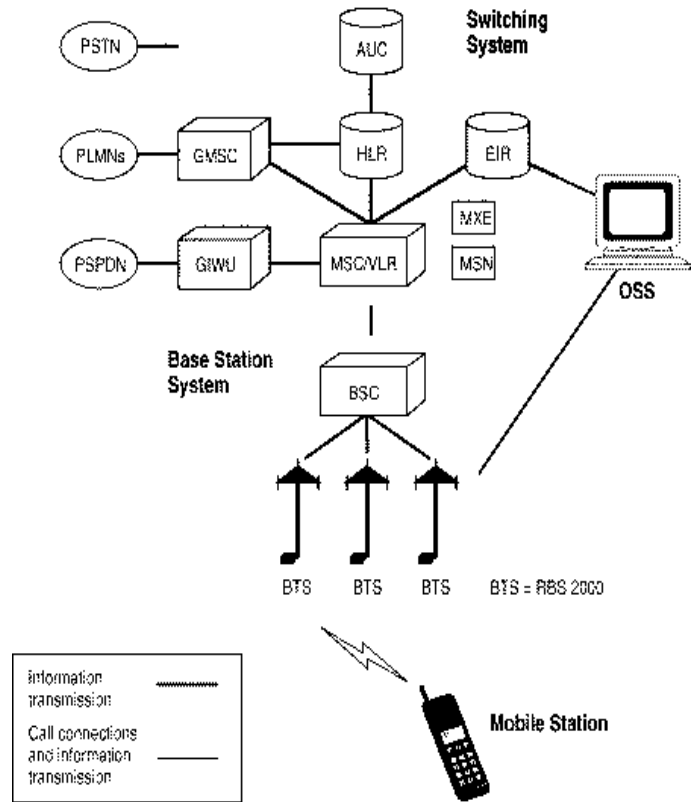 Switching
System
PSTN
AUC
PLMNs
GMSC
HLR
EIR
MXE
PSPDN
GIWU
MSC/VLR
MSN
OSS
Base Station
System
BSC
BTS
BTS
BTS
BTS = RBS 2000
Information
transmission
Call connections
and information
transmission
Mobile Station